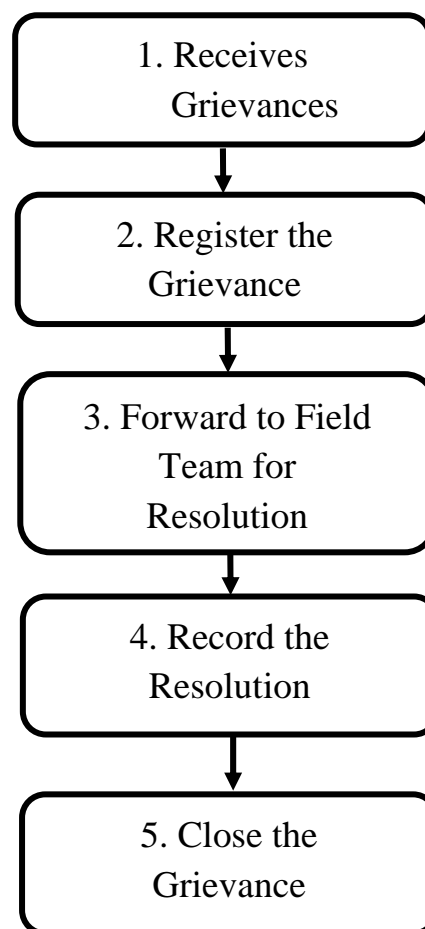 1. Receives
Grievances
2. Register the
Grievance
3. Forward to Field
Team for
Resolution
4. Record the
Resolution
5. Close the
Grievance